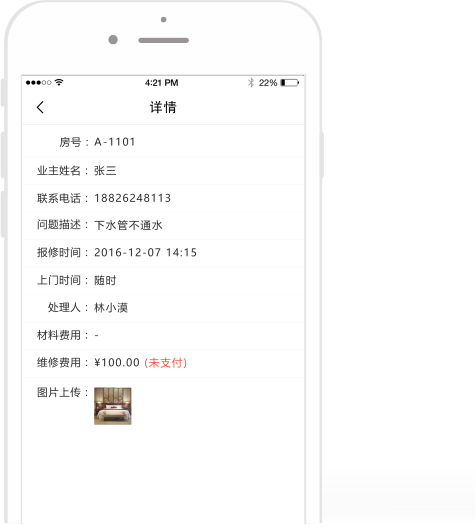 4:21 PM 22%
详情
房号： A-1101
业主姓名： 张三
联系电话： 18826248113
问题描述： 下水管不通水
报修时间： 2016-12-07 14:15
上门时间： 随时
处理人： 林小漠
材料费用： -
维修费用： ¥100.00 (未支付)
图片上传：